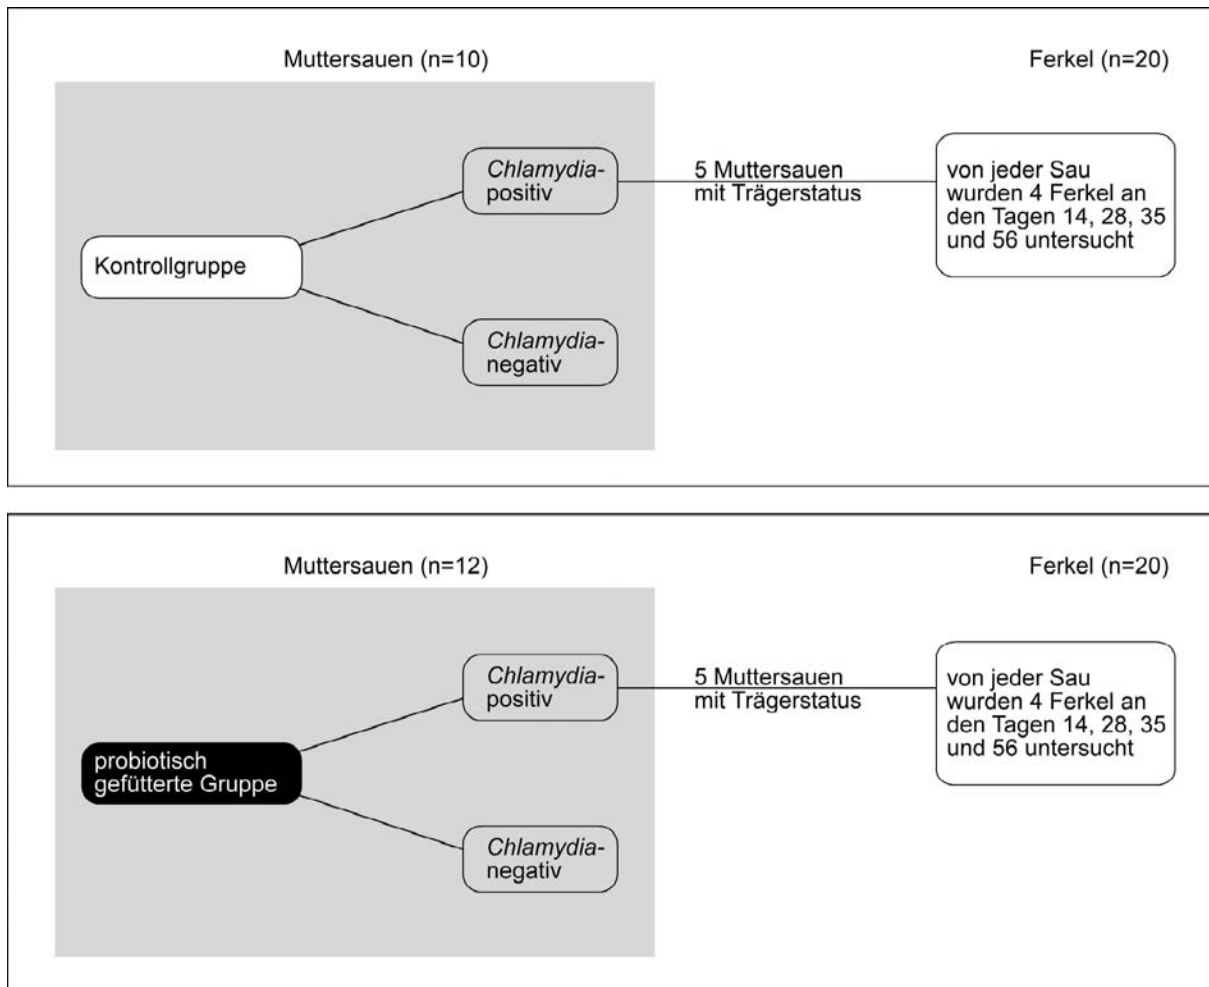 Muttersauen (n=10)
Ferkel (n=20)
Chlamydia-
positiv
5 Muttersauen
mit Trägerstatus
von jeder Sau
wurden 4 Ferkel an
den Tagen 14, 28, 35
und 56 untersucht
Kontrollgruppe
Chlamydia-
negativ
Muttersauen (n=12)
Ferkel (n=20)
Chlamydia-
positiv
5 Muttersauen
mit Trägerstatus
von jeder Sau
wurden 4 Ferkel an
den Tagen 14, 28, 35
und 56 untersucht
probiotisch
gefütterte Gruppe
Chlamydia-
negativ